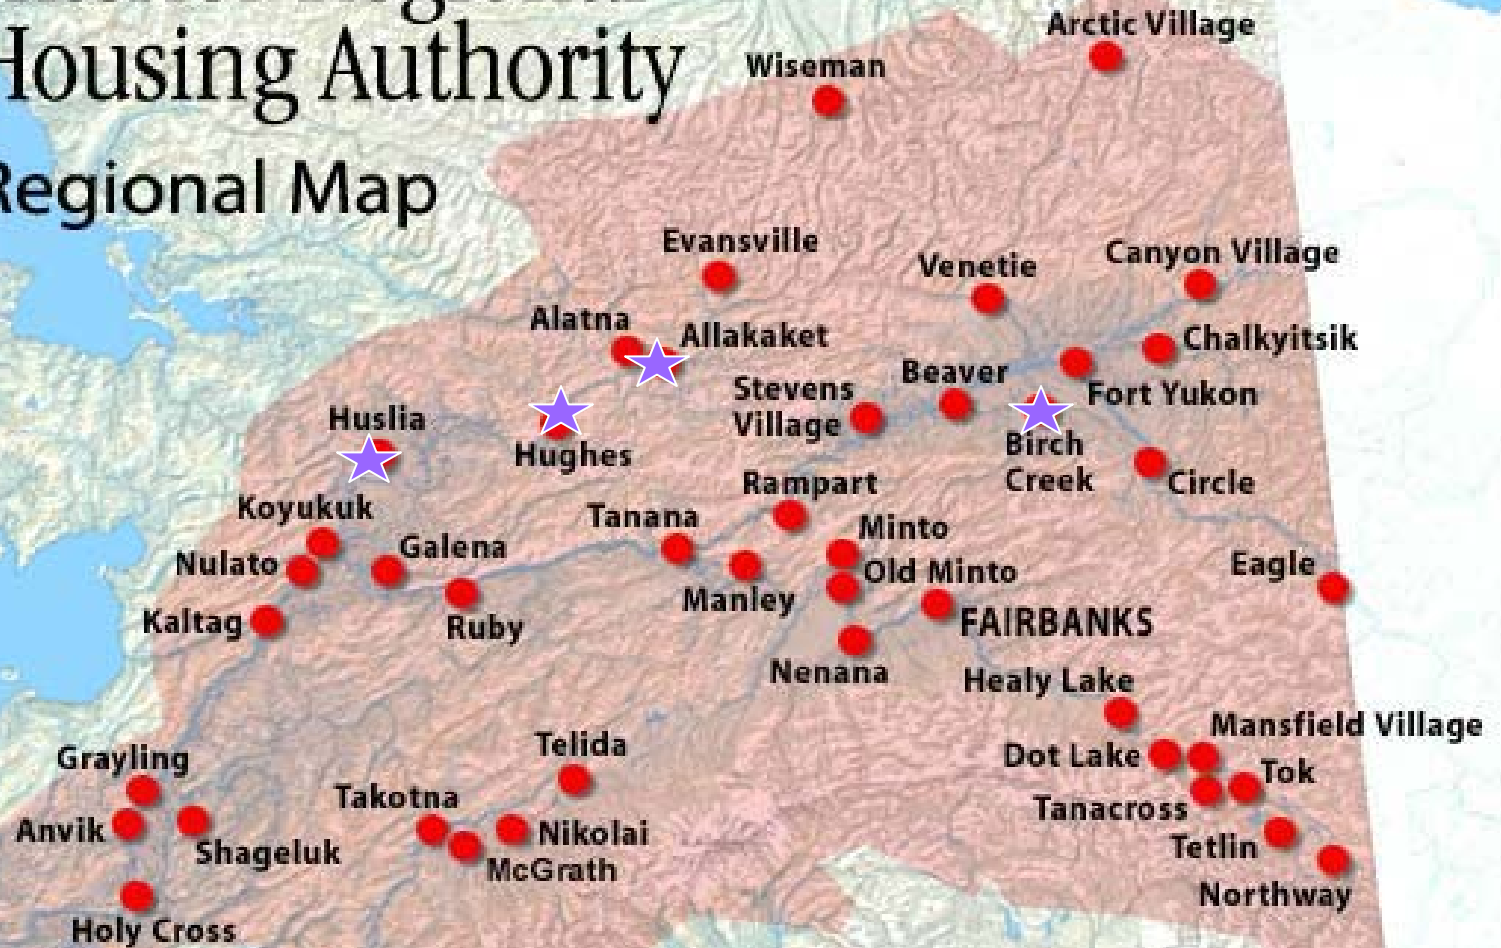 Housing Authority
Regional Map
Arctic Village
Wiseman
Evansville
Venetie
Canyon Village
Alatna
Allakaket
Chalkyitsik
Beaver
Stevens
Village
Fort Yukon
Huslia
Hughes
Birch
Creek
Circle
Rampart
Koyukuk
Tanana
Minto
Galena
Nulato
Old Minto
Eagle
Manley
Kaltag
Ruby
FAIRBANKS
Nenana
Healy Lake
Mansfield Village
Telida
Grayling
Dot Lake
Tok
Takotna
Tanacross
Anvik
Nikolai
Shageluk
Tetlin
McGrath
Northway
Holy Cross